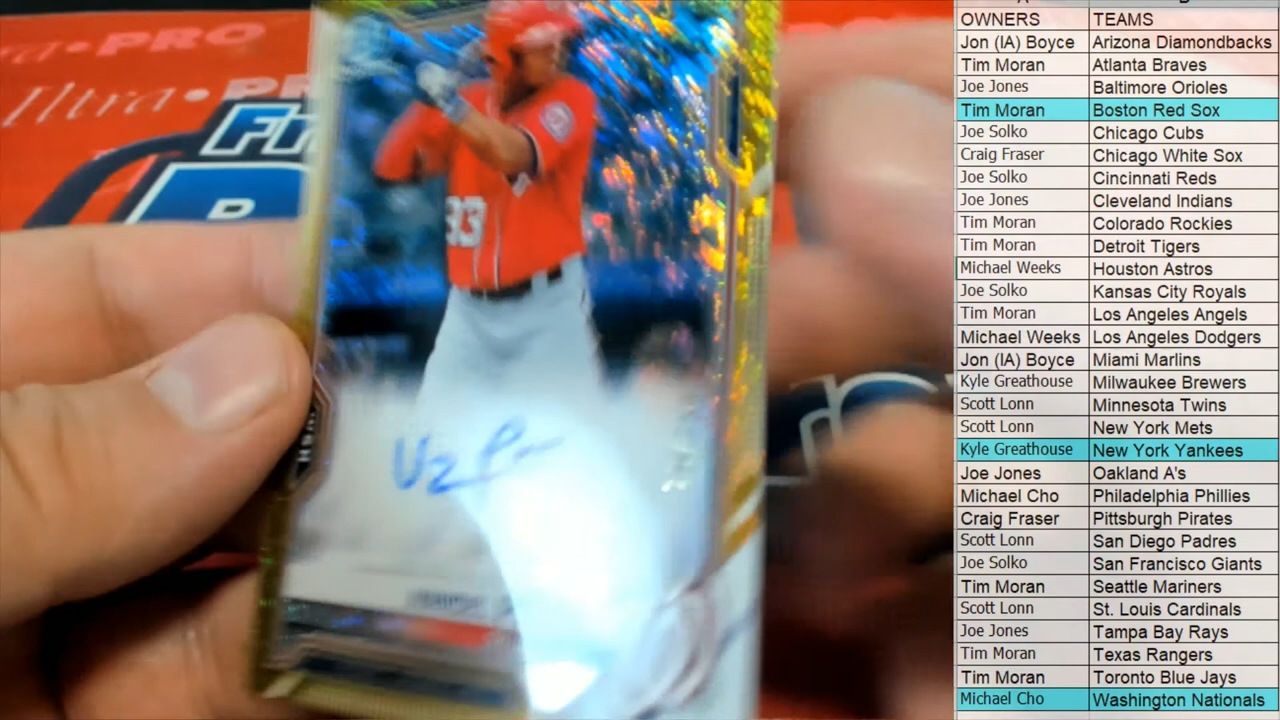 OWNERS TEAMS
Jon (IA) Boyce Arizona Diamondbacks
Tim Moran Atlanta Braves
Joe Jones Baltimore Orioles
Tim Moran Boston Red Sox
Joe Solko Chicago Cubs
Craig Fraser Chicago White Sox
Joe Solko Cincinnati Reds
Joe Jones Cleveland Indians
Tim Moran Colorado Rockies
Tim Moran Detroit Tigers
Michael Weeks Houston Astros
Joe Solko Kansas City Royals
Tim Moran Los Angeles Angels
Michael Weeks Los Angeles Dodgers
Jon (IA) Boyce Miami Marlins
Kyle Greathouse Milwaukee Brewers
Scott Lonn Minnesota Twins
Scott Lonn New York Mets
Kyle Greathouse New York Yankees
Joe Jones Oakland A's
Michael Cho Philadelphia Phillies
Craig Fraser Pittsburgh Pirates
Scott Lonn San Diego Padres
Joe Solko San Francisco Giants
Tim Moran Seattle Mariners
Scott Lonn St. Louis Cardinals
Joe Jones Tampa Bay Rays
Tim Moran Texas Rangers
Tim Moran Toronto Blue Jays
Michael Cho Washington Nationals
PRO
Ultra
33